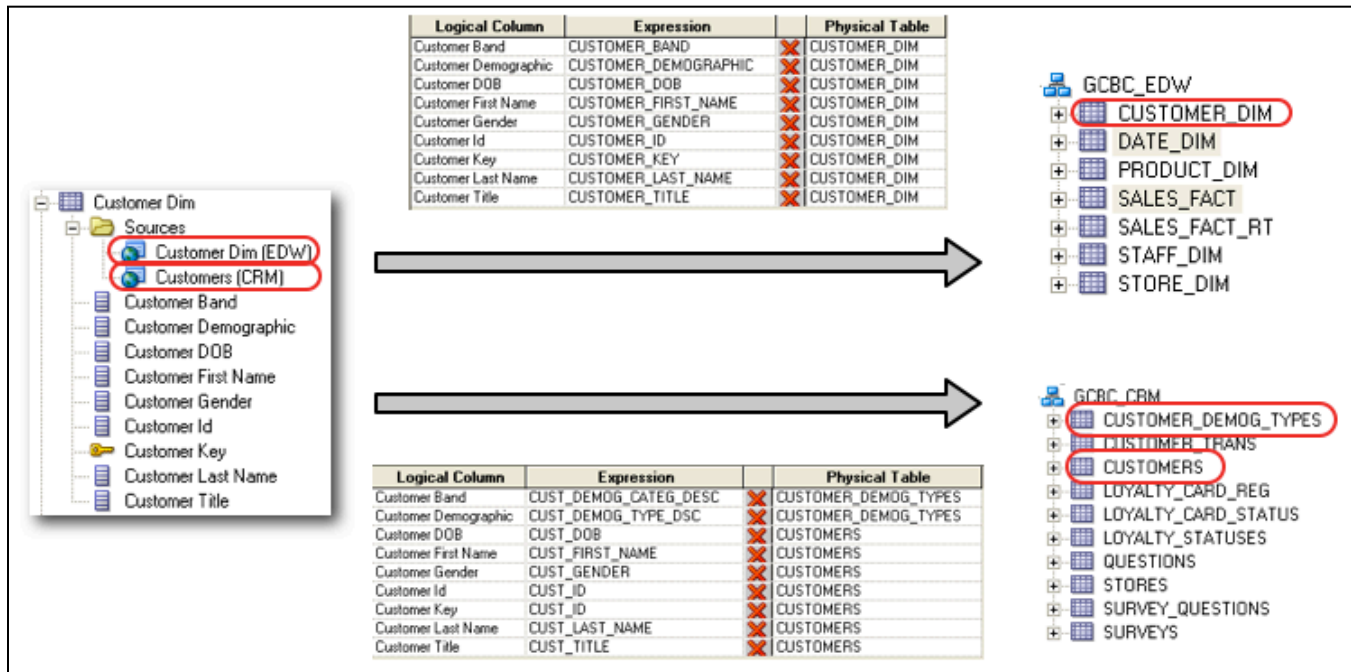 Logical Column Expression Physical Table
Customer Band CUSTOMER_BAND CUSTOMER_DIM
Customer Demographic CUSTOMER_DEMOGRAPHIC CUSTOMER_DIM
Customer DOB CUSTOMER_DOB CUSTOMER_DIM
Customer First Name CUSTOMER_FIRST_NAME CUSTOMER_DIM
Customer Gender CUSTOMER_GENDER CUSTOMER_DIM
Customer Id CUSTOMER_ID CUSTOMER_DIM
Customer Key CUSTOMER_KEY CUSTOMER_DIM
Customer Last Name CUSTOMER_LAST_NAME CUSTOMER_DIM
Customer Title CUSTOMER_TITLE CUSTOMER_DIM
GCBC_EDW
CUSTOMER_DIM
DATE_DIM
PRODUCT_DIM
SALES_FACT
SALES_FACT_RT
STAFF_DIM
STORE_DIM
Customer Dim
Sources
Customer Dim (EDW)
Customers (CRM)
Customer Band
Customer Demographic
Customer DOB
Customer First Name
Customer Gender
Customer Id
Customer Key
Customer Last Name
Customer Title
Logical Column Expression Physical Table
Customer Band CUST_DEMOG_CATEG_DESC CUSTOMER_DEMOG_TYPES
Customer Demographic CUST_DEMOG_TYPE_DSC CUSTOMER_DEMOG_TYPES
Customer DOB CUST_DOB CUSTOMERS
Customer First Name CUST_FIRST_NAME CUSTOMERS
Customer Gender CUST_GENDER CUSTOMERS
Customer Id CUST_ID CUSTOMERS
Customer Key CUST_ID CUSTOMERS
Customer Last Name CUST_LAST_NAME CUSTOMERS
Customer Title CUST_TITLE CUSTOMERS
GCBC_CRM
CUSTOMER_DEMOG_TYPES
CUSTOMER_TRANS
CUSTOMERS
LOYALTY_CARD_REG
LOYALTY_CARD_STATUS
LOYALTY_STATUSES
QUESTIONS
STORES
SURVEY_QUESTIONS
SURVEYS